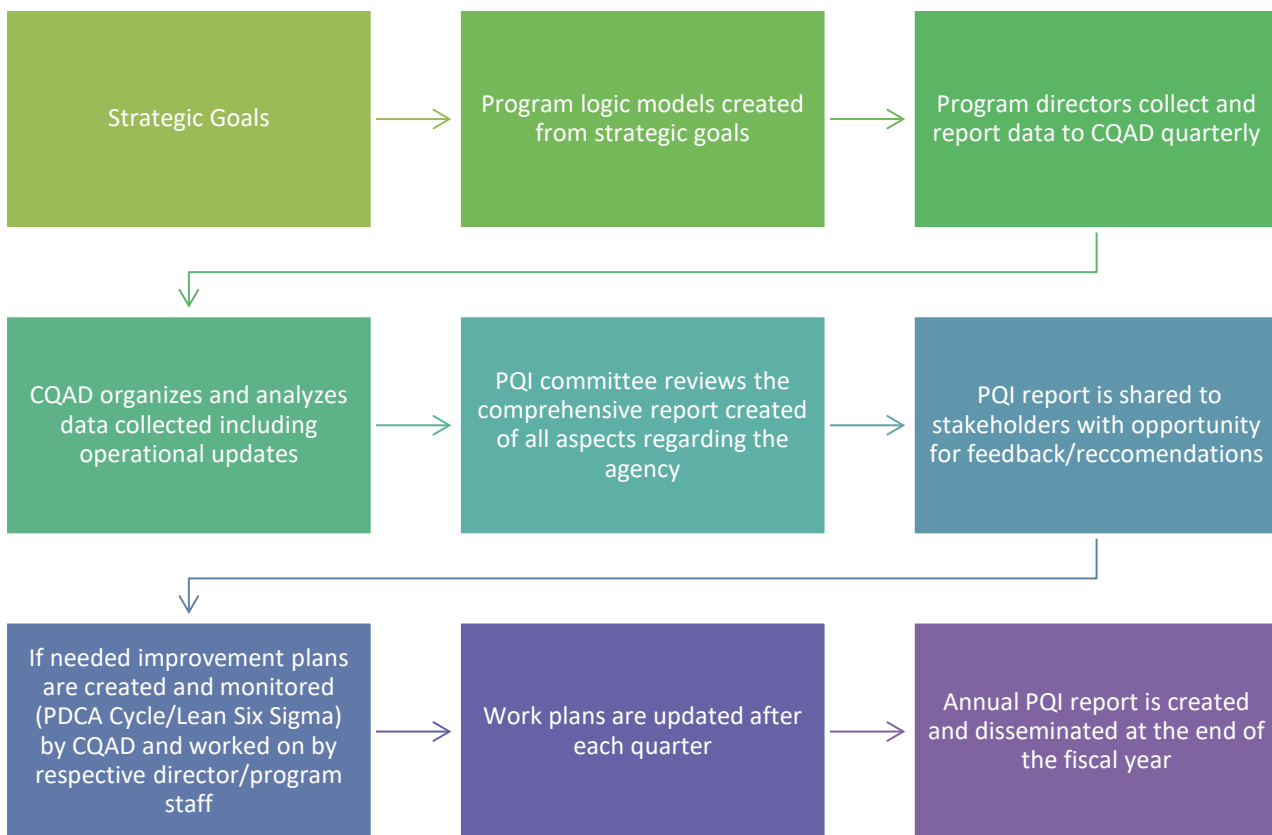 Strategic Goals
Program logic models created
from strategic goals
Program directors collect and
report data to CQAD quarterly
CQAD organizes and analyzes
data collected including
operational updates
PQI committee reviews the
comprehensive report created
of all aspects regarding the
agency
PQI report is shared to
stakeholders with opportunity
for feedback/reccomendations
If needed improvement plans
are created and monitored
(PDCA Cycle/Lean Six Sigma)
by CQAD and worked on by
respective director/program
staff
Work plans are updated after
each quarter
Annual PQI report is created
and disseminated at the end of
the fiscal year